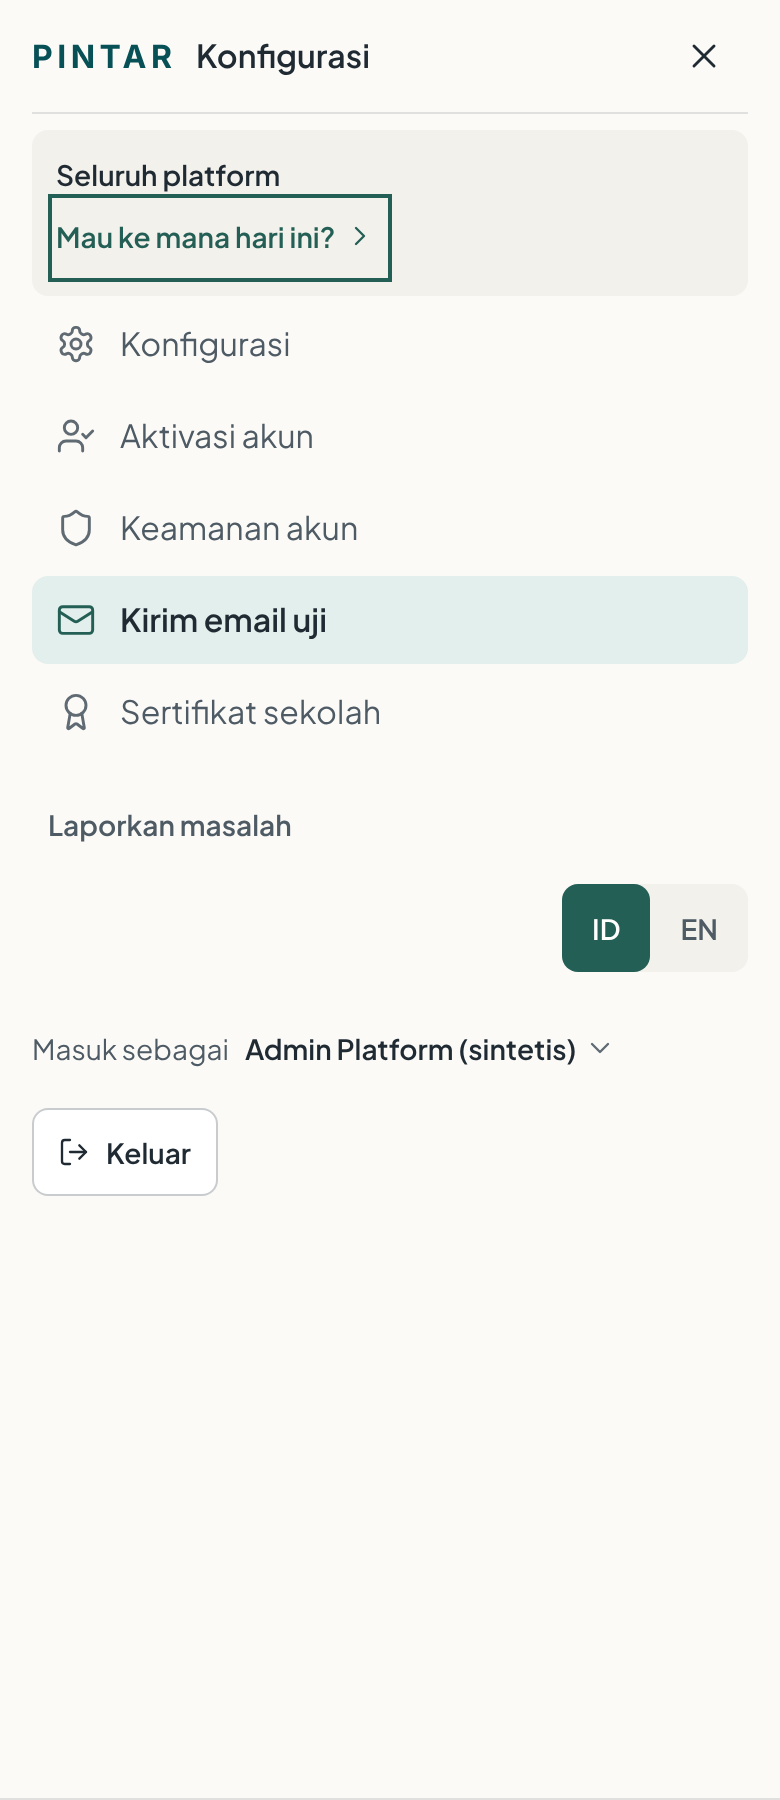 PINTAR Konfigurasi
Seluruh platform
Mau ke mana hari ini?
Konfigurasi
Aktivasi akun
Keamanan akun
Kirim email uji
Sertifikat sekolah
Laporkan masalah
ID EN
Masuk sebagai Admin Platform (sintetis)
Keluar